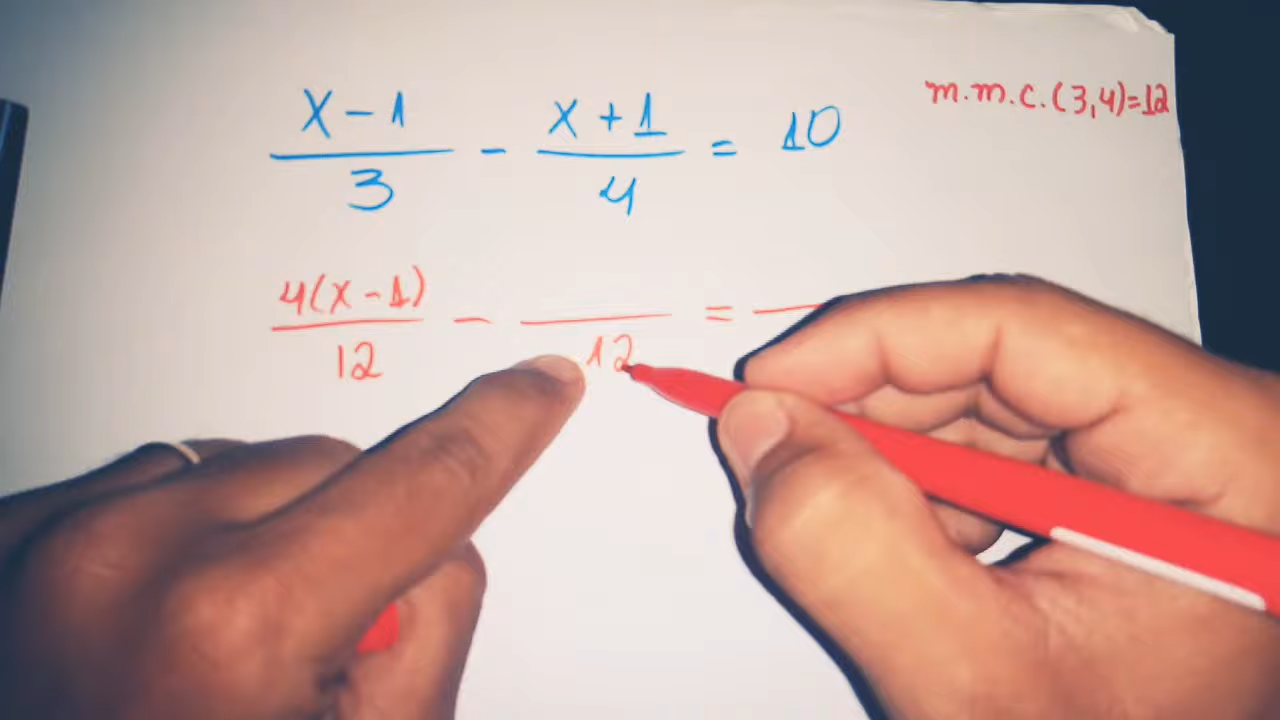 m.m.c.(3,4)=12
x-1/3 - x+1/4 = 10
4(x-1)/12 - /12 =